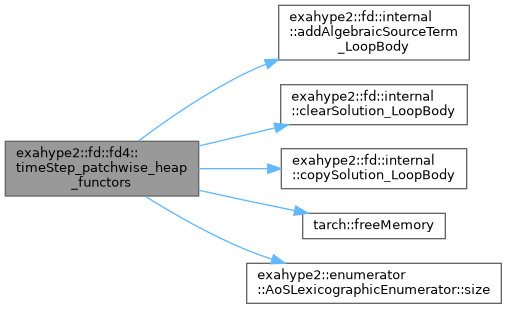 exahype2::fd::internal
::addAlgebraicSourceTerm
_LoopBody
exahype2::fd::internal
::clearSolution_LoopBody
exahype2::fd::fd4::
timeStep_patchwise_heap
_functors
exahype2::fd::internal
::copySolution_LoopBody
tarch::freeMemory
exahype2::enumerator
::AoSLexicographicEnumerator::size